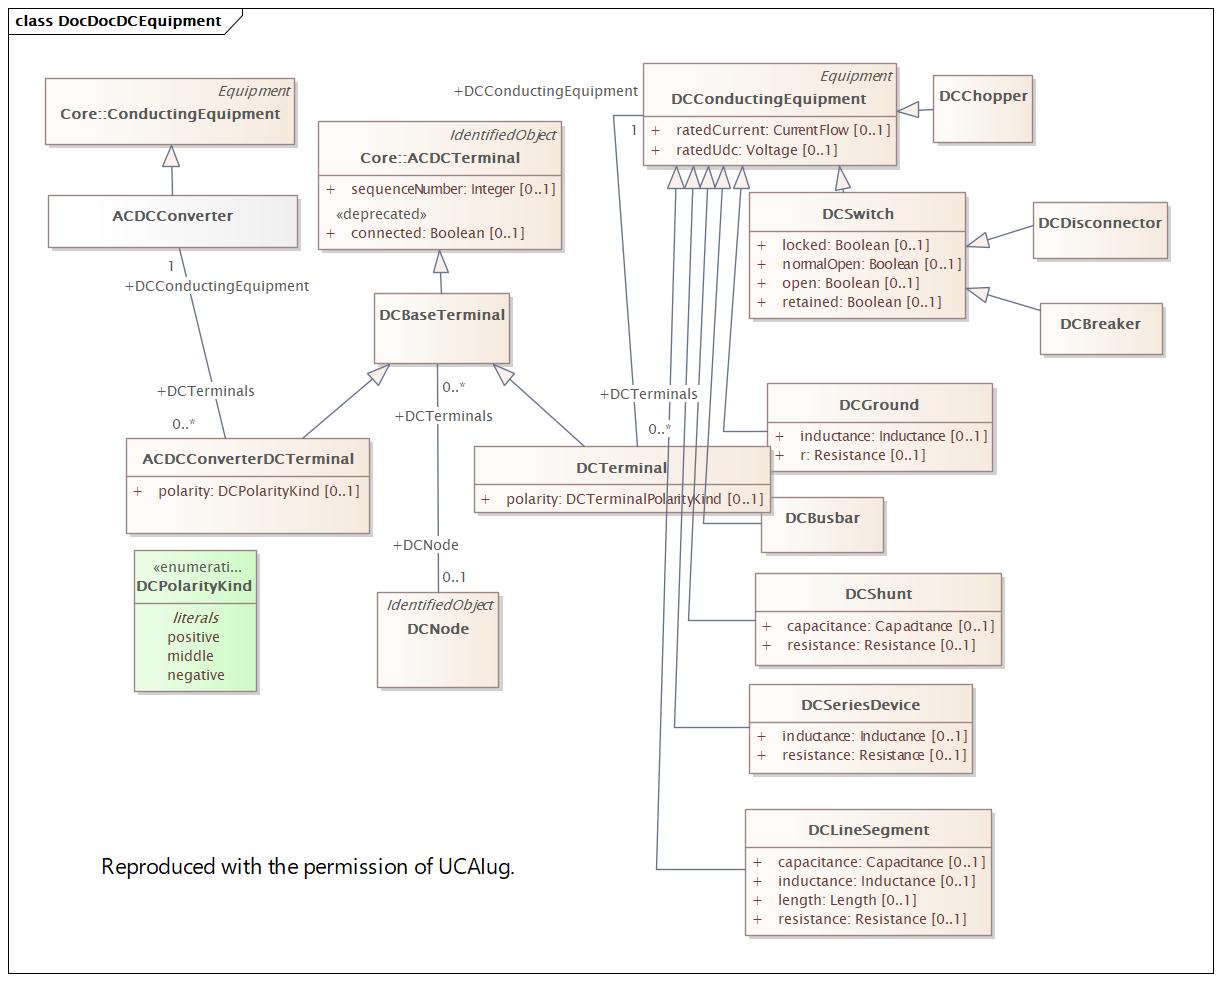 class DocDocDCEquipment
Equipment
Core::ConductingEquipment
ACDCConverter
1
+DCConductingEquipment
+DCTerminals
0..*
ACDCConverterDCTerminal
+ polarity: DCPolarityKind [0..1]
«enumerati...
DCPolarityKind
literals
positive
middle
negative
IdentifiedObject
Core::ACDCTerminal
+ sequenceNumber: Integer [0..1]
«deprecated»
+ connected: Boolean [0..1]
DCBaseTerminal
0..*
+DCTerminals
+DCNode
0..1
IdentifiedObject
DCNode
+DCConductingEquipment
1
+DCTerminals
0..*
DCTerminal
+ polarity: DCTerminalPolarityKind [0..1]
Equipment
DCConductingEquipment
+ ratedCurrent: CurrentFlow [0..1]
+ ratedUdc: Voltage [0..1]
DCChopper
DCSwitch
+ locked: Boolean [0..1]
+ normalOpen: Boolean [0..1]
+ open: Boolean [0..1]
+ retained: Boolean [0..1]
DCDisconnector
DCBreaker
DCGround
+ inductance: Inductance [0..1]
+ r: Resistance [0..1]
DCBusbar
DCShunt
+ capacitance: Capacitance [0..1]
+ resistance: Resistance [0..1]
DCSeriesDevice
+ inductance: Inductance [0..1]
+ resistance: Resistance [0..1]
DCLineSegment
+ capacitance: Capacitance [0..1]
+ inductance: Inductance [0..1]
+ length: Length [0..1]
+ resistance: Resistance [0..1]
Reproduced with the permission of UCAIug.